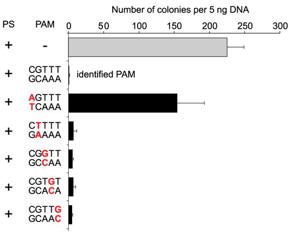 Number of colonies per 5 ng DNA
PS PAM 0 50 100 150 200 250 300
+ -
+ CGTTT
GCAAA
identified PAM
+ AGTTT
TCAAA
+ CTTTT
GAAAA
+ CGGTT
GCCAA
+ CGTGT
GCACA
+ CGTTG
GCAAC